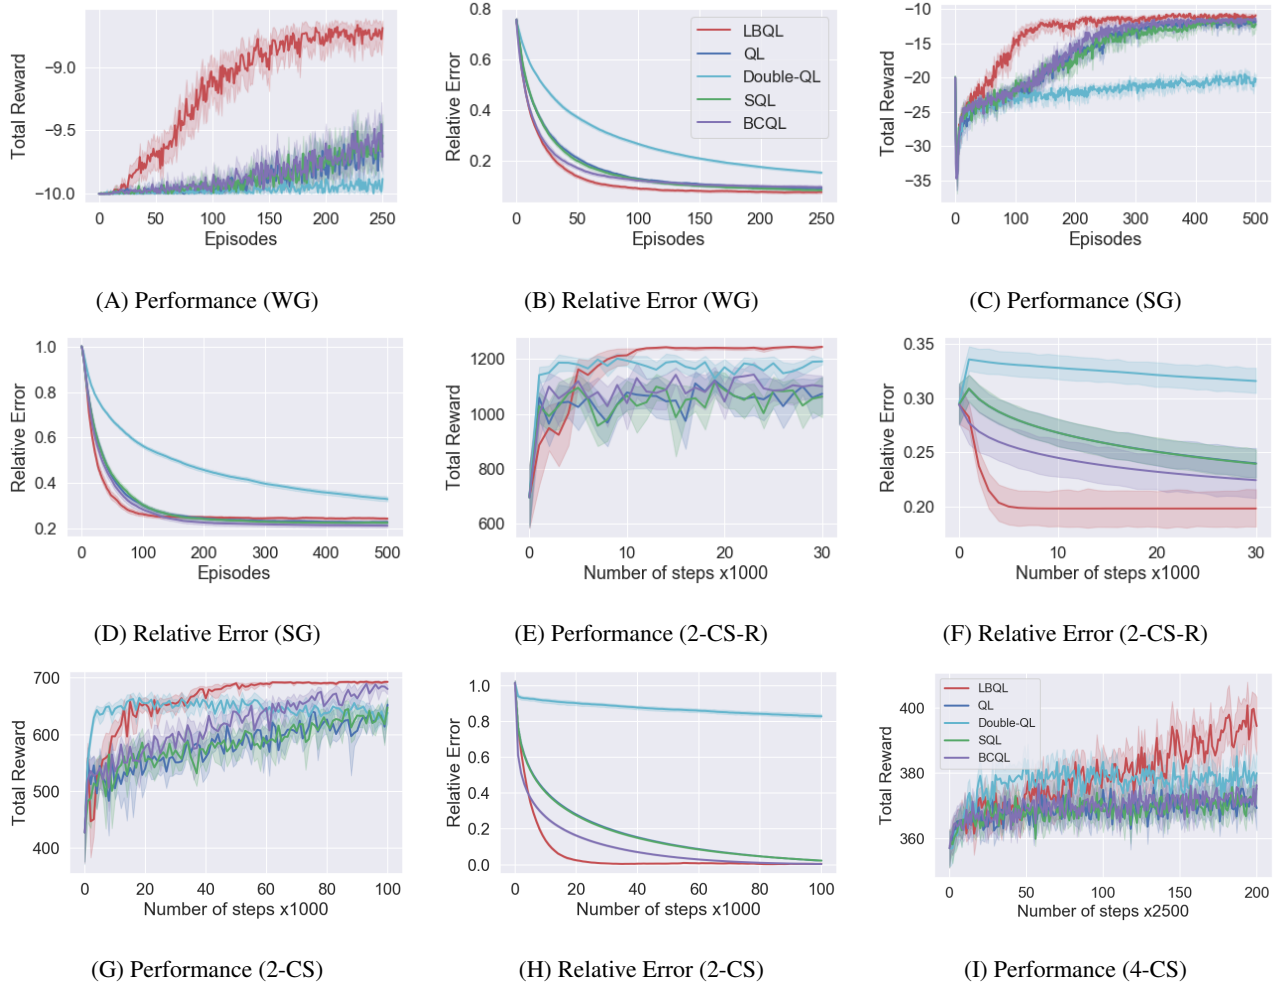 Total Reward
−9.0
−9.5
−10.0
0 50 100 150 200 250
Episodes
(A) Performance (WG)
Relative Error
0.8
0.6
0.4
0.2
0 50 100 150 200 250
Episodes
LBQL
QL
Double-QL
SQL
BCQL
(B) Relative Error (WG)
Total Reward
−10
−15
−20
−25
−30
−35
0 100 200 300 400 500
Episodes
(C) Performance (SG)
Relative Error
1.0
0.8
0.6
0.4
0.2
0 100 200 300 400 500
Episodes
(D) Relative Error (SG)
Total Reward
1200
1000
800
600
0 10 20 30
Number of steps x1000
(E) Performance (2-CS-R)
Relative Error
0.35
0.30
0.25
0.20
0 10 20 30
Number of steps x1000
(F) Relative Error (2-CS-R)
Total Reward
700
600
500
400
0 20 40 60 80 100
Number of steps x1000
(G) Performance (2-CS)
Relative Error
1.0
0.8
0.6
0.4
0.2
0.0
0 20 40 60 80 100
Number of steps x1000
(H) Relative Error (2-CS)
Total Reward
400
380
360
0 50 100 150 200
Number of steps x2500
LBQL
QL
Double-QL
SQL
BCQL
(I) Performance (4-CS)